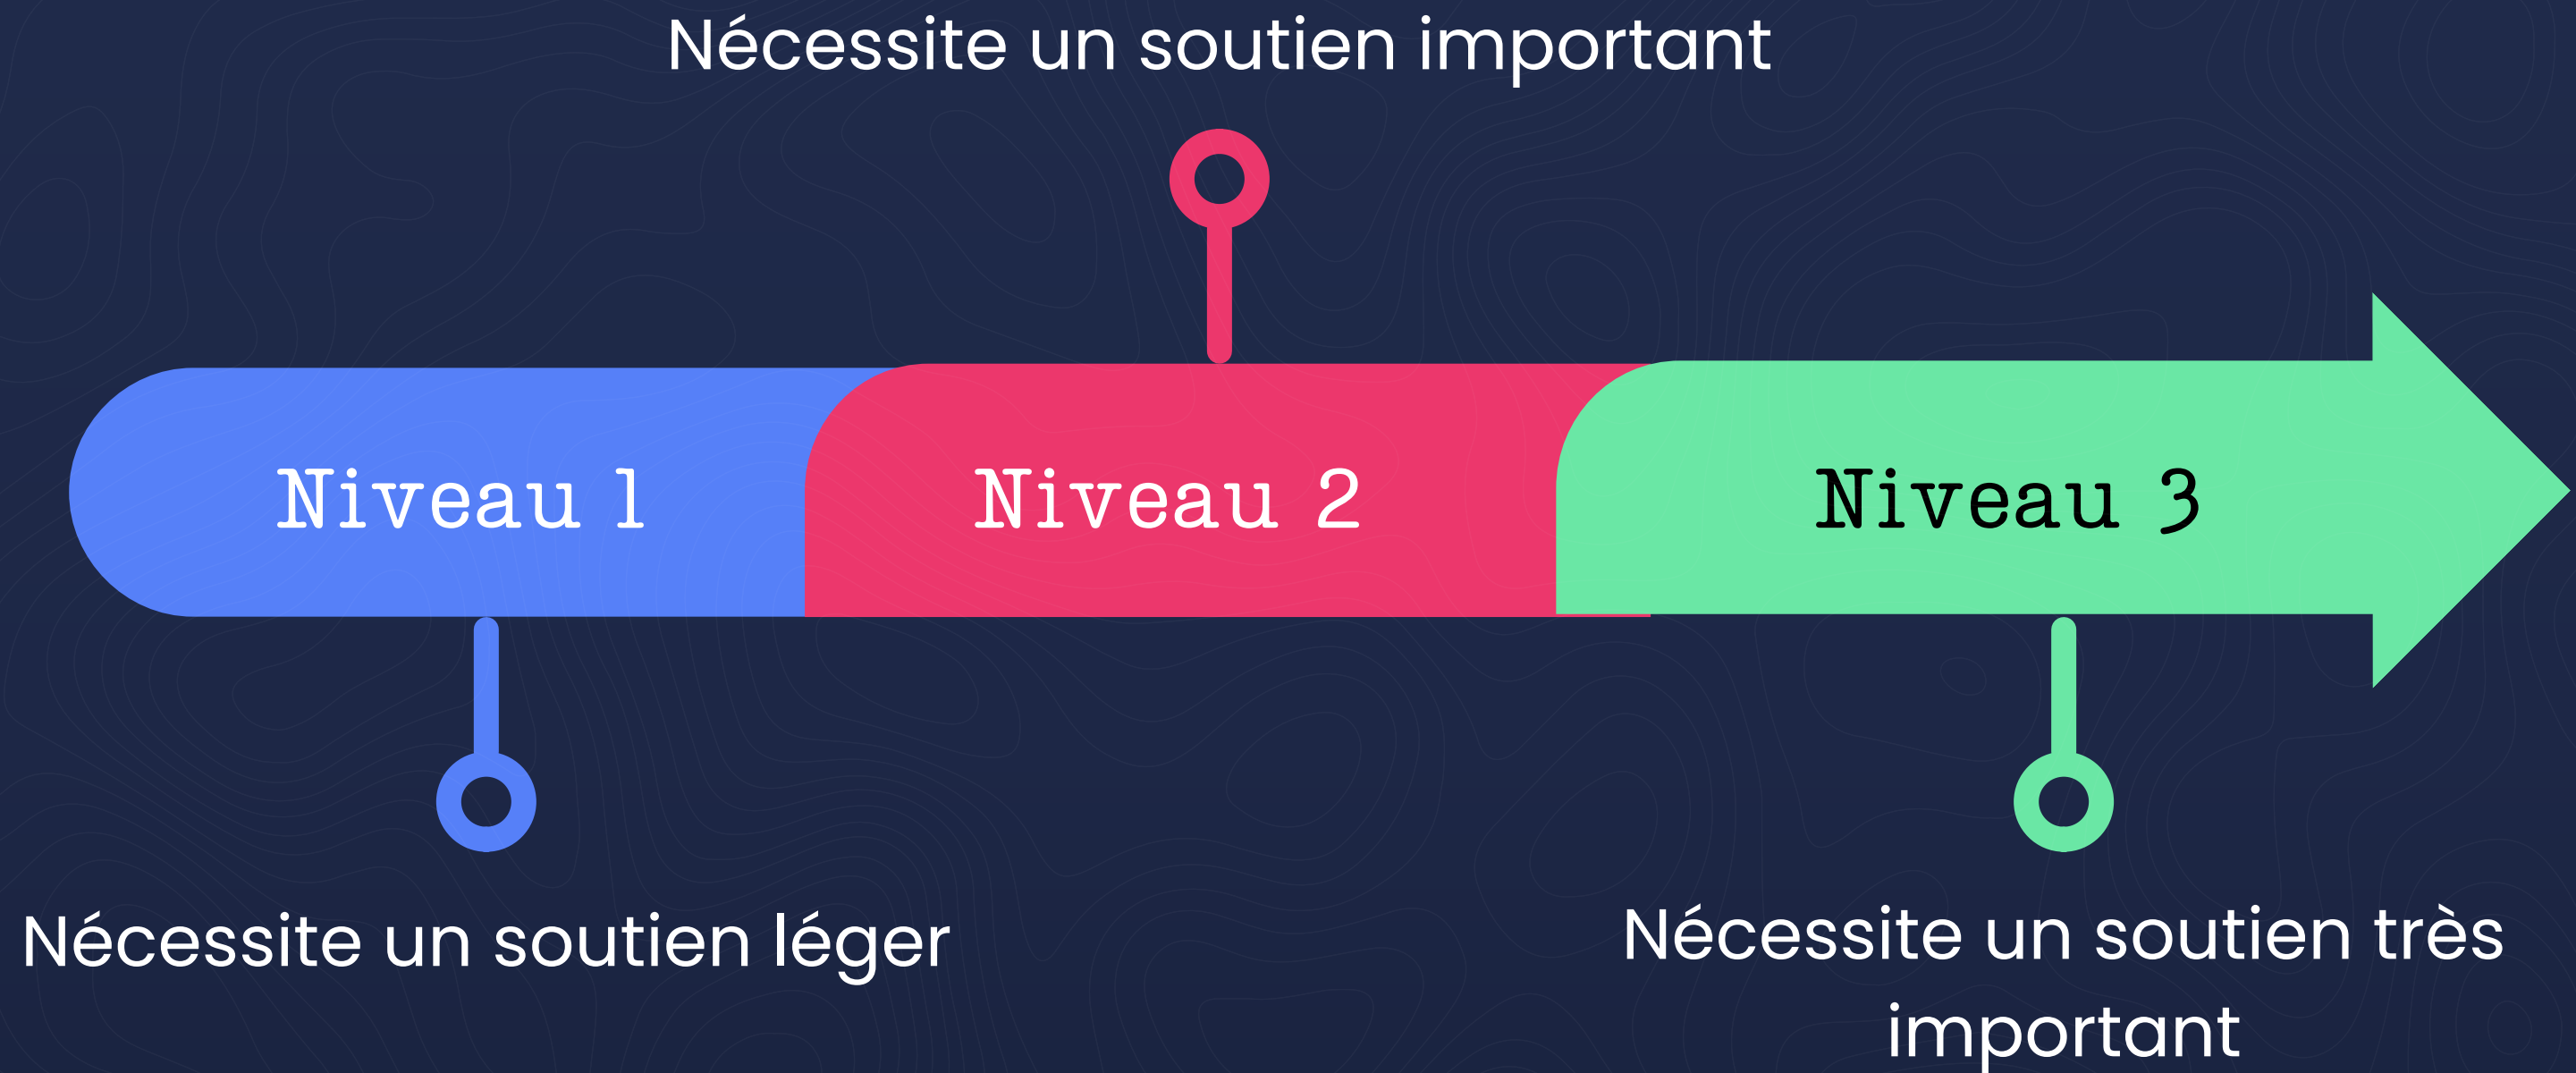 Nécessite un soutien important
Niveau 1
Niveau 2
Niveau 3
Nécessite un soutien léger
Nécessite un soutien très
important